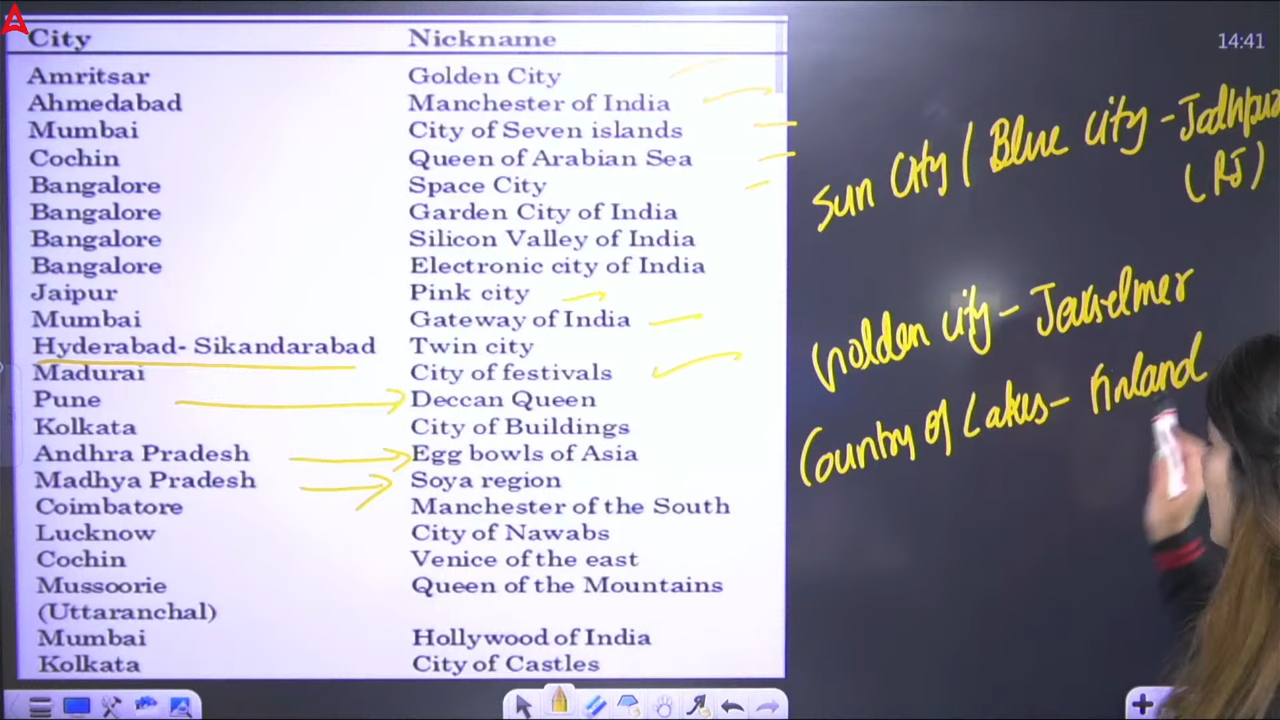 City Nickname
Amritsar Golden City
Ahmedabad Manchester of India
Mumbai City of Seven islands
Cochin Queen of Arabian Sea
Bangalore Space City
Bangalore Garden City of India
Bangalore Silicon Valley of India
Bangalore Electronic city of India
Jaipur Pink city
Mumbai Gateway of India
Hyderabad- Sikandarabad Twin city
Madurai City of festivals
Pune Deccan Queen
Kolkata City of Buildings
Andhra Pradesh Egg bowls of Asia
Madhya Pradesh Soya region
Coimbatore Manchester of the South
Lucknow City of Nawabs
Cochin Venice of the east
Mussoorie Queen of the Mountains
(Uttaranchal)
Mumbai Hollywood of India
Kolkata City of Castles
14:41
Sun City / Blue City - Jodhpur
(RJ)
Golden city - Jaiselmer
Country of Lakes - Finland